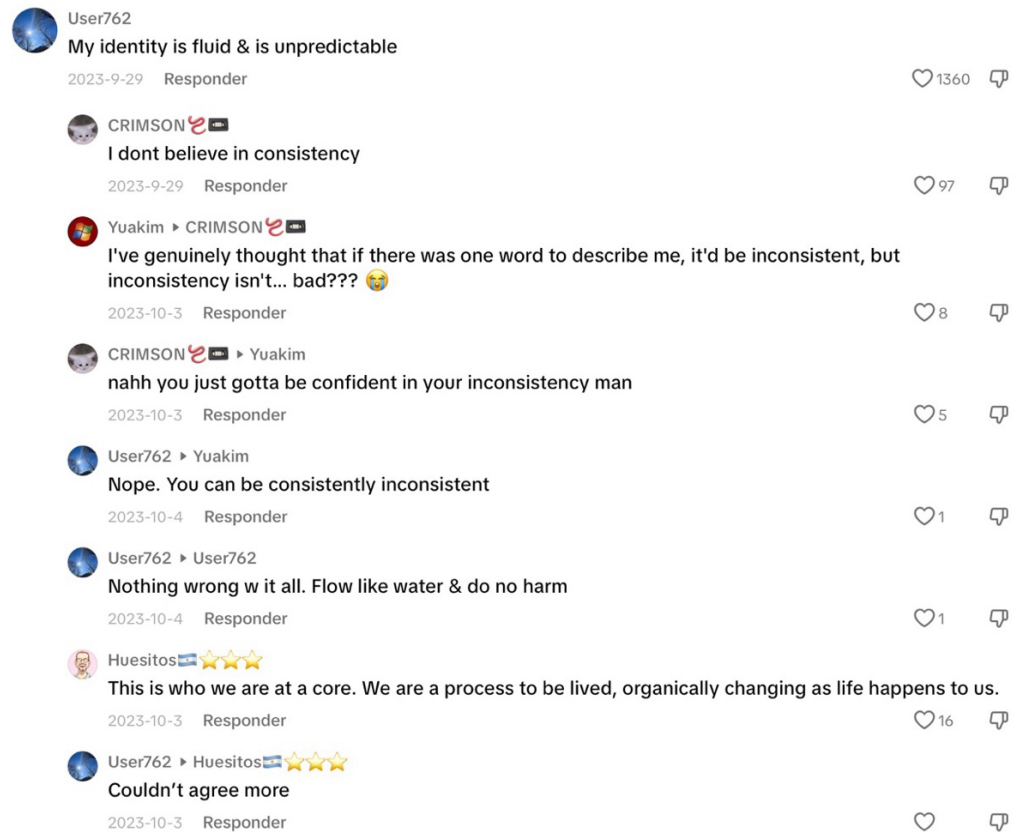 User762
My identity is fluid & is unpredictable
2023-9-29 Responder 1360
CRIMSON
I dont believe in consistency
2023-9-29 Responder 97
Yuakim ▸ CRIMSON
I've genuinely thought that if there was one word to describe me, it'd be inconsistent, but
inconsistency isn't... bad??? 😭
2023-10-3 Responder 8
CRIMSON ▸ Yuakim
nahh you just gotta be confident in your inconsistency man
2023-10-3 Responder 5
User762 ▸ Yuakim
Nope. You can be consistently inconsistent
2023-10-4 Responder 1
User762 ▸ User762
Nothing wrong w it all. Flow like water & do no harm
2023-10-4 Responder 1
Huesitos🇦🇷⭐⭐⭐
This is who we are at a core. We are a process to be lived, organically changing as life happens to us.
2023-10-3 Responder 16
User762 ▸ Huesitos🇦🇷⭐⭐⭐
Couldn’t agree more
2023-10-3 Responder